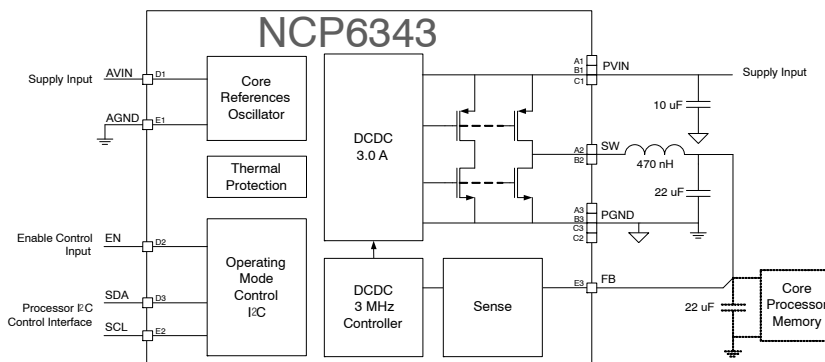 NCP6343
Supply Input
AVIN
D1
Core
References
Oscillator
AGND
E1
Thermal
Protection
Enable Control
Input
EN
D2
Operating
Mode
Control
I²C
Processor I²C
Control Interface
SDA
D3
SCL
E2
DCDC
3.0 A
DCDC
3 MHz
Controller
Sense
A1
B1
C1
PVIN
Supply Input
10 uF
A2
B2
SW
470 nH
22 uF
A3
B3
C3
C2
PGND
E3
FB
22 uF
Core
Processor
Memory